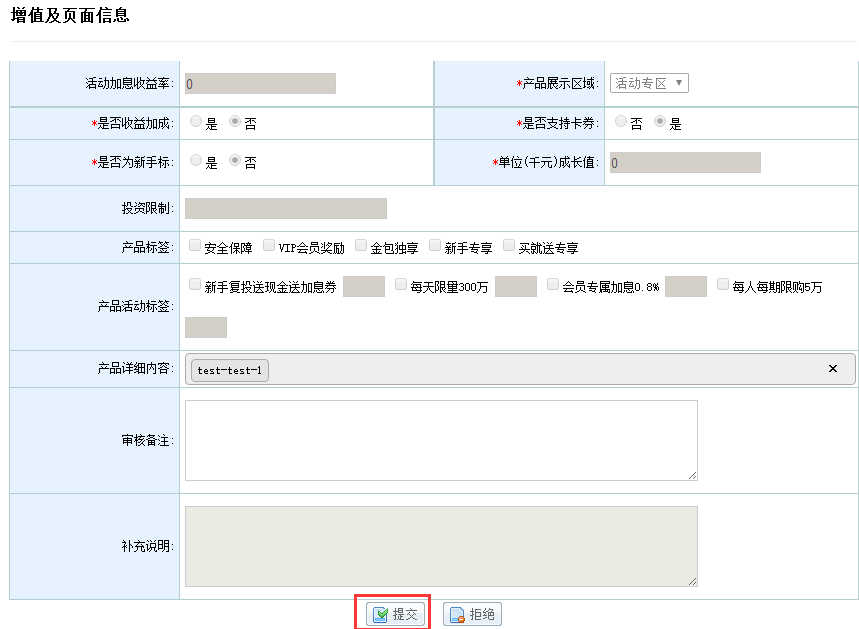 增值及页面信息
活动加息收益率: 0 *产品展示区域: 活动专区
*是否收益加成: 是 否 *是否支持卡券: 否 是
*是否为新手标: 是 否 *单位(千元)成长值: 0
投资限制:
产品标签: 安全保障 VIP会员奖励 金包独享 新手专享 买就送专享
产品活动标签: 新手复投送现金送加息券 每天限量300万 会员专属加息0.8% 每人每期限购5万
产品详细内容: test-test-1 ×
审核备注:
补充说明:
提交 拒绝